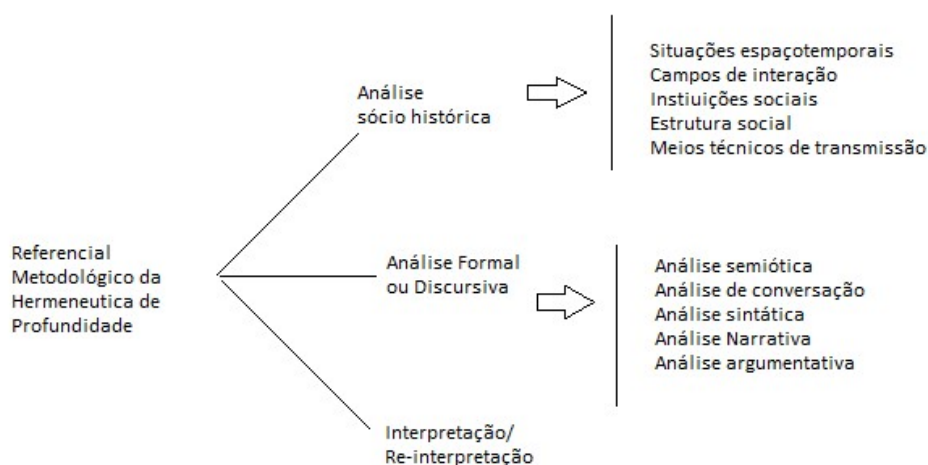 Referencial
Metodológico da
Hermeneutica de
Profundidade
Análise
sócio histórica
Situações espaçotemporais
Campos de interação
Instiuições sociais
Estrutura social
Meios técnicos de transmissão
Análise Formal
ou Discursiva
Análise semiótica
Análise de conversação
Análise sintática
Análise Narrativa
Análise argumentativa
Interpretação/
Re-interpretação